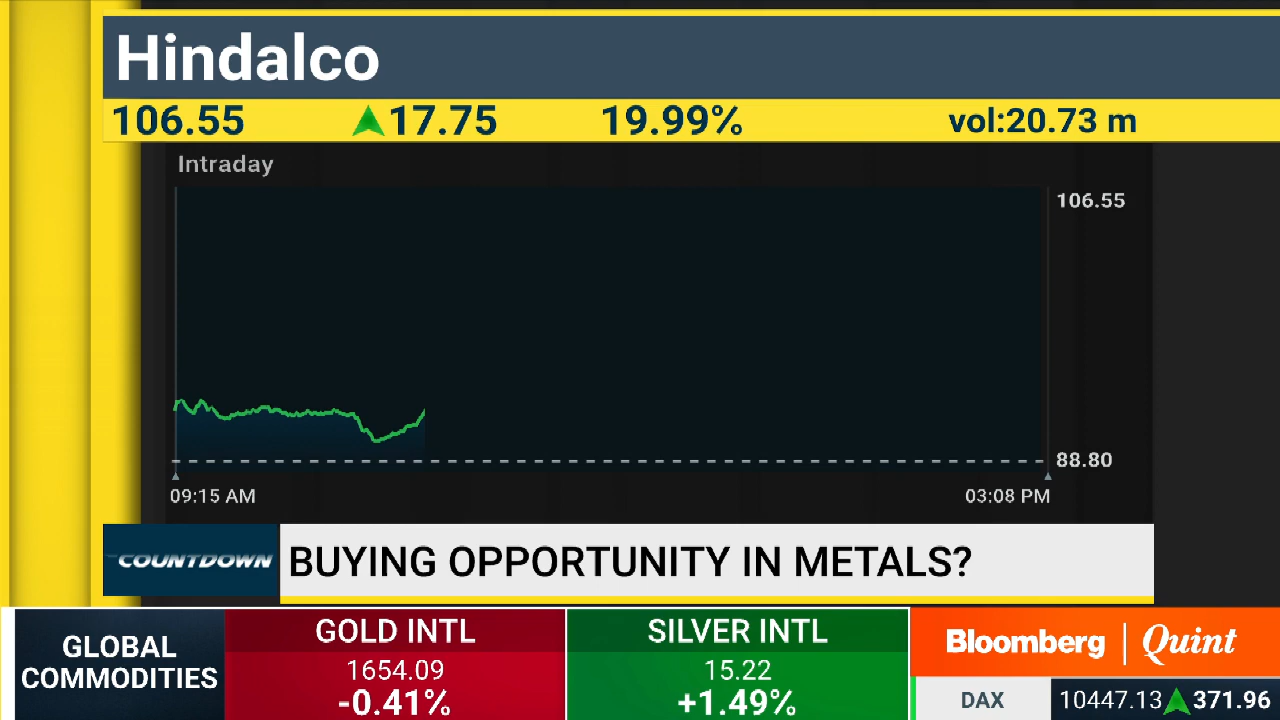 Hindalco
106.55 17.75 19.99% vol:20.73 m
Intraday
106.55
88.80
09:15 AM 03:08 PM
COUNTDOWN BUYING OPPORTUNITY IN METALS?
GLOBAL COMMODITIES
GOLD INTL
1654.09
-0.41%
SILVER INTL
15.22
+1.49%
Bloomberg | Quint
DAX 10447.13 371.96